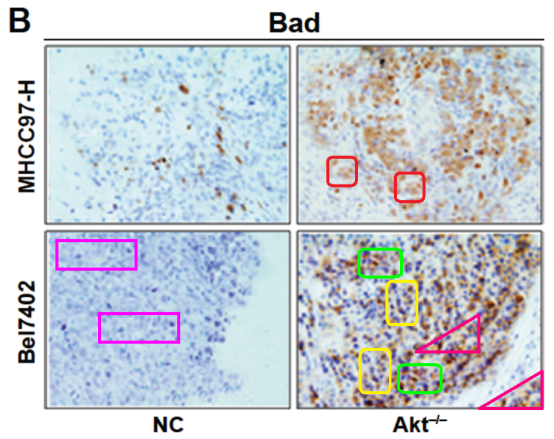 B
Bad
MHCC97-H
Bel7402
NC
Akt⁻/⁻